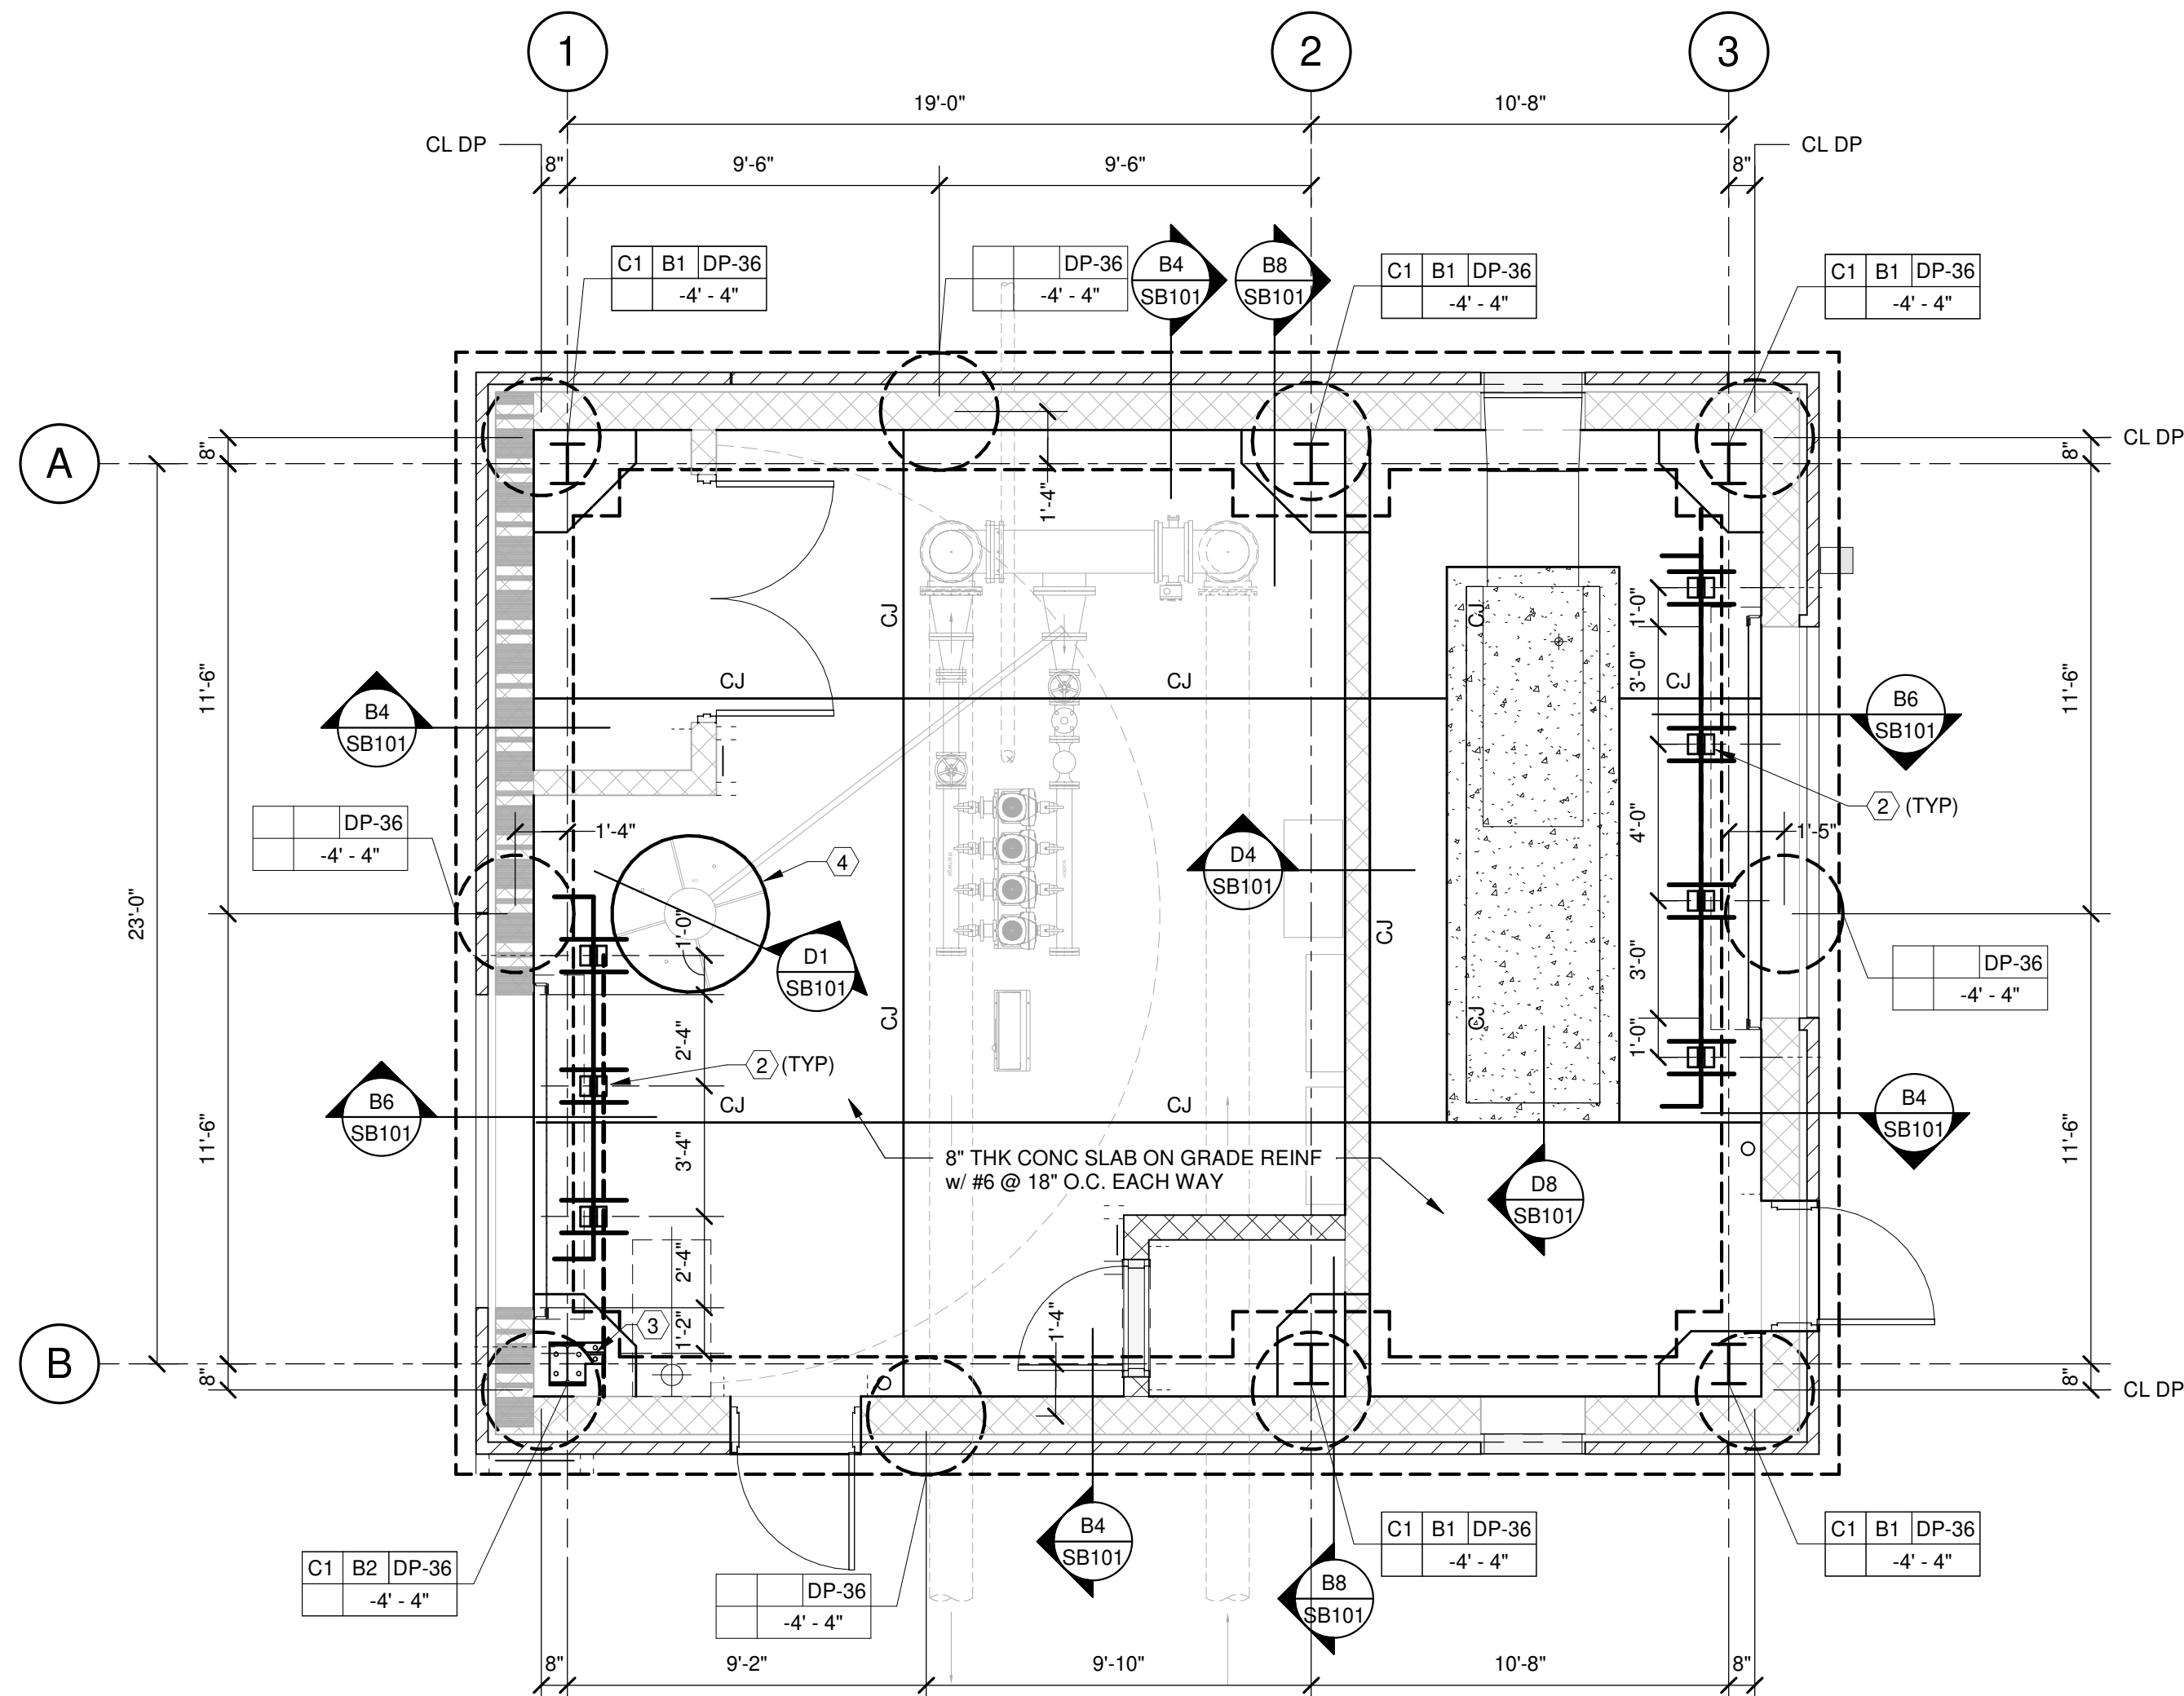 1
2
3
19'-0"
10'-8"
CL DP
CL DP
8"
9'-6"
9'-6"
8"
C1 B1 DP-36
-4' - 4"
DP-36
-4' - 4"
B4
SB101
B8
SB101
C1 B1 DP-36
-4' - 4"
C1 B1 DP-36
-4' - 4"
A
8"
1'-4"
8"
CL DP
CJ
CJ
1'-0"
11'-6"
CJ
CJ
3'-0"
CJ
11'-6"
B4
SB101
B6
SB101
DP-36
-4' - 4"
1'-4"
4'-0"
1'-5"
2 (TYP)
4
D4
SB101
23'-0"
1'-0"
CJ
D1
SB101
3'-0"
DP-36
-4' - 4"
CJ
CJ
2'-4"
1'-0"
2 (TYP)
B6
SB101
CJ
CJ
B4
SB101
11'-6"
3'-4"
11'-6"
8" THK CONC SLAB ON GRADE REINF
w/ #6 @ 18" O.C. EACH WAY
D8
SB101
2'-4"
1'-4"
3
1'-2"
B
8"
8"
CL DP
C1 B2 DP-36
-4' - 4"
DP-36
-4' - 4"
B4
SB101
B8
SB101
C1 B1 DP-36
-4' - 4"
C1 B1 DP-36
-4' - 4"
8"
9'-2"
9'-10"
10'-8"
8"